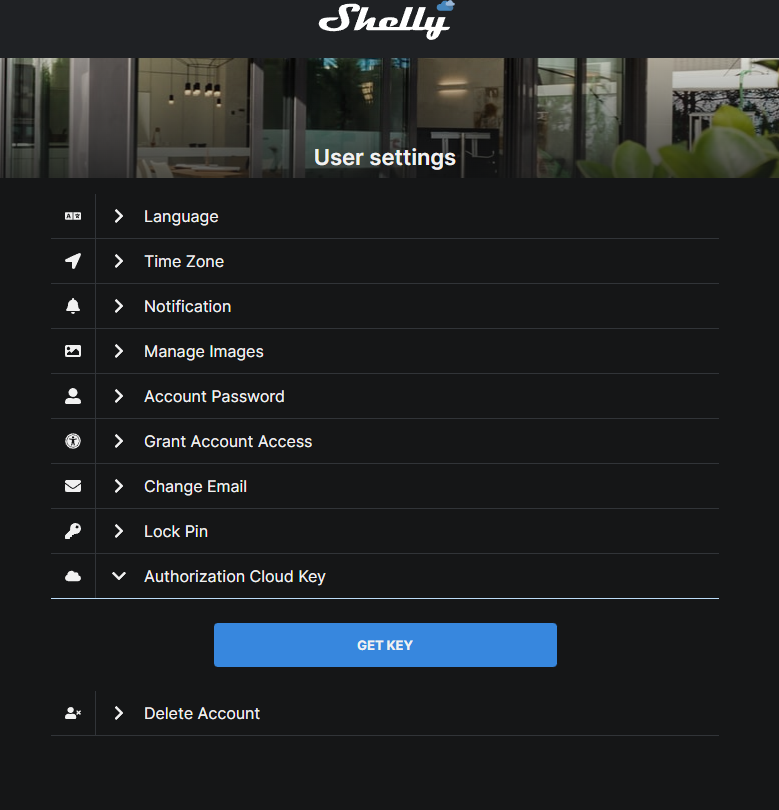 Shelly
User settings
Language
Time Zone
Notification
Manage Images
Account Password
Grant Account Access
Change Email
Lock Pin
Authorization Cloud Key
GET KEY
Delete Account